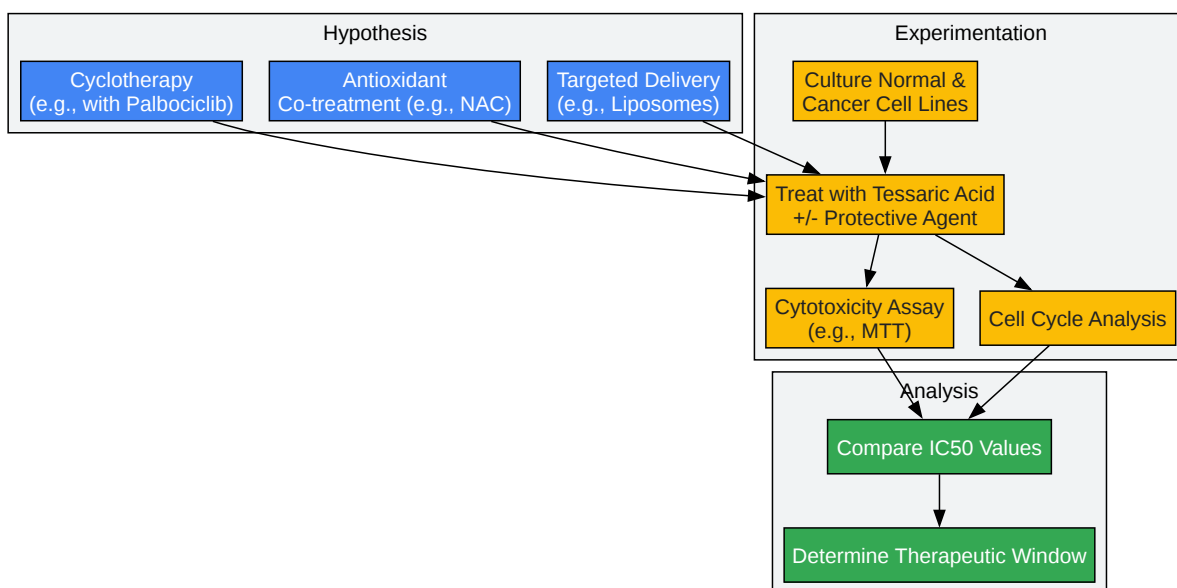 Hypothesis
Cyclotherapy
(e.g., with Palbociclib)
Antioxidant
Co-treatment (e.g., NAC)
Targeted Delivery
(e.g., Liposomes)
Experimentation
Culture Normal &
Cancer Cell Lines
Treat with Tessaric Acid
+/- Protective Agent
Cytotoxicity Assay
(e.g., MTT)
Cell Cycle Analysis
Analysis
Compare IC50 Values
Determine Therapeutic Window